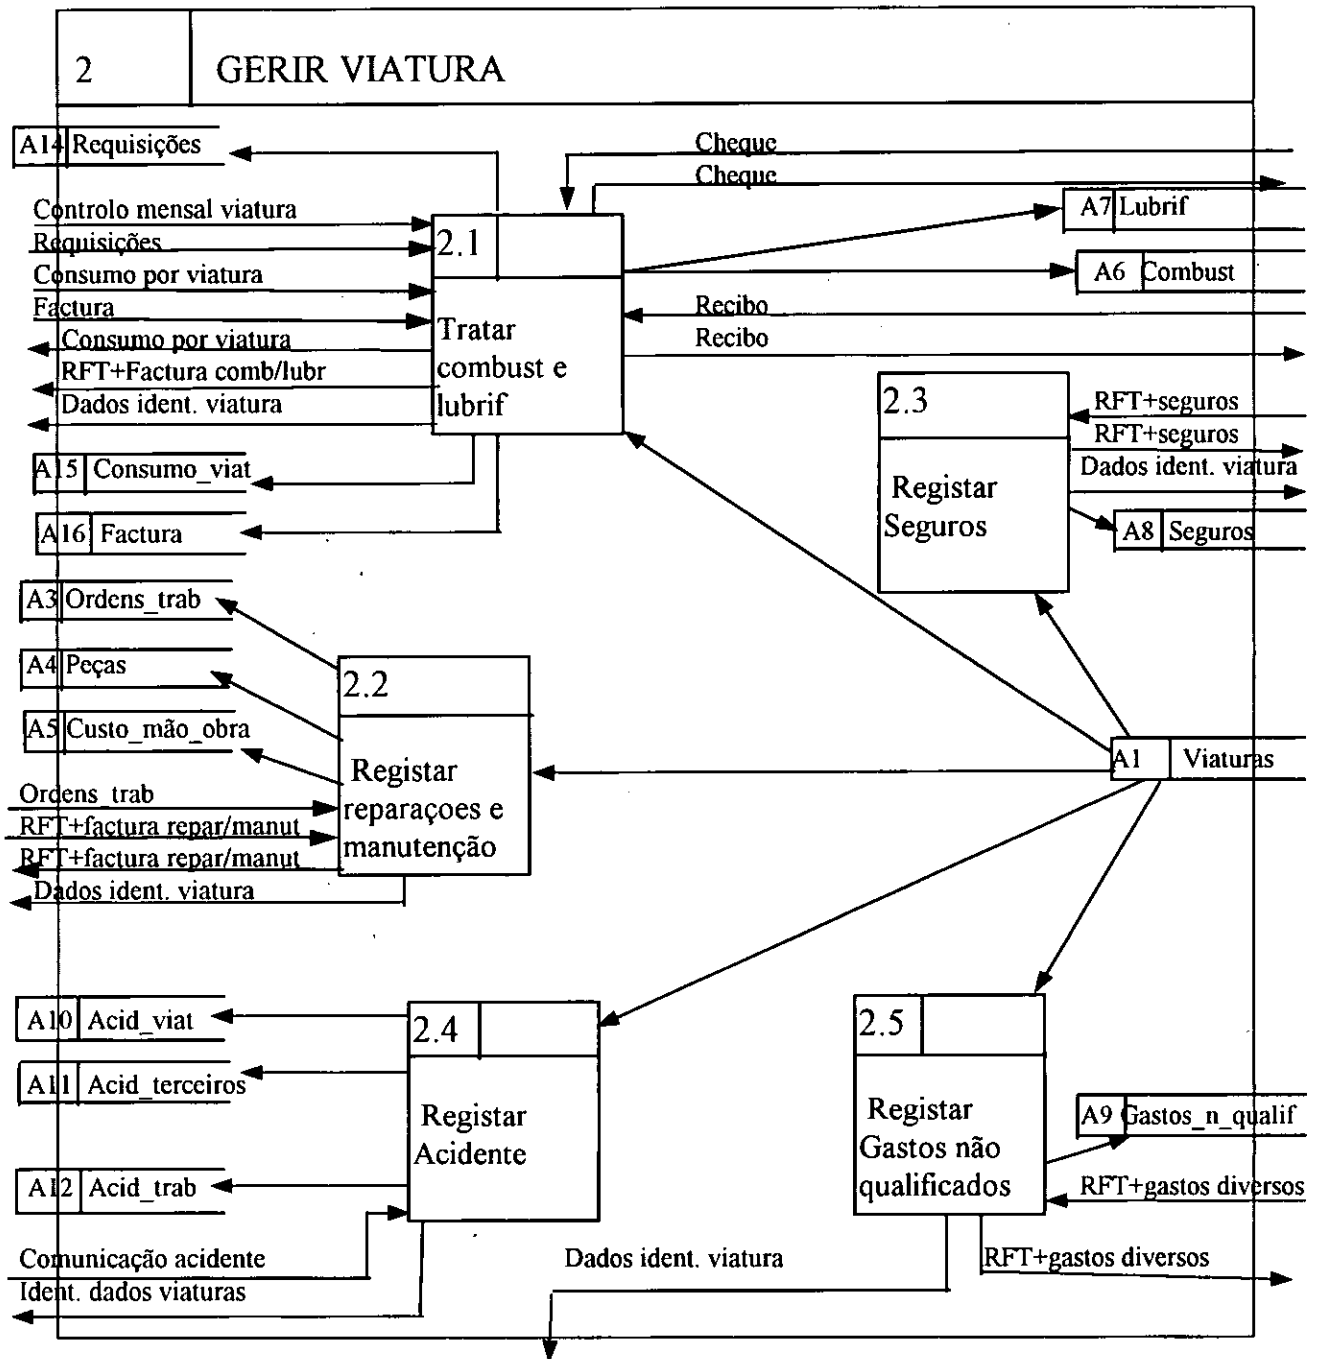 2 GERIR VIATURA
A14 Requisições
Cheque
Cheque
Controlo mensal viatura
Requisições
Consumo por viatura
Factura
Consumo por viatura
RFT+Factura comb/lubr
Dados ident. viatura
2.1
Tratar
combust e
lubrif
A7 Lubrif
A6 Combust
Recibo
Recibo
A15 Consumo_viat
A16 Factura
2.3
Registar
Seguros
RFT+seguros
RFT+seguros
Dados ident. viatura
A8 Seguros
A3 Ordens_trab
A4 Peças
A5 Custo_mão_obra
Ordens_trab
RFT+factura repar/manut
RFT+factura repar/manut
Dados ident. viatura
2.2
Registar
reparaçoes e
manutenção
A1 Viaturas
A10 Acid_viat
A11 Acid_terceiros
A12 Acid_trab
Comunicação acidente
Ident. dados viaturas
2.4
Registar
Acidente
2.5
Registar
Gastos não
qualificados
A9 Gastos_n_qualif
RFT+gastos diversos
RFT+gastos diversos
Dados ident. viatura